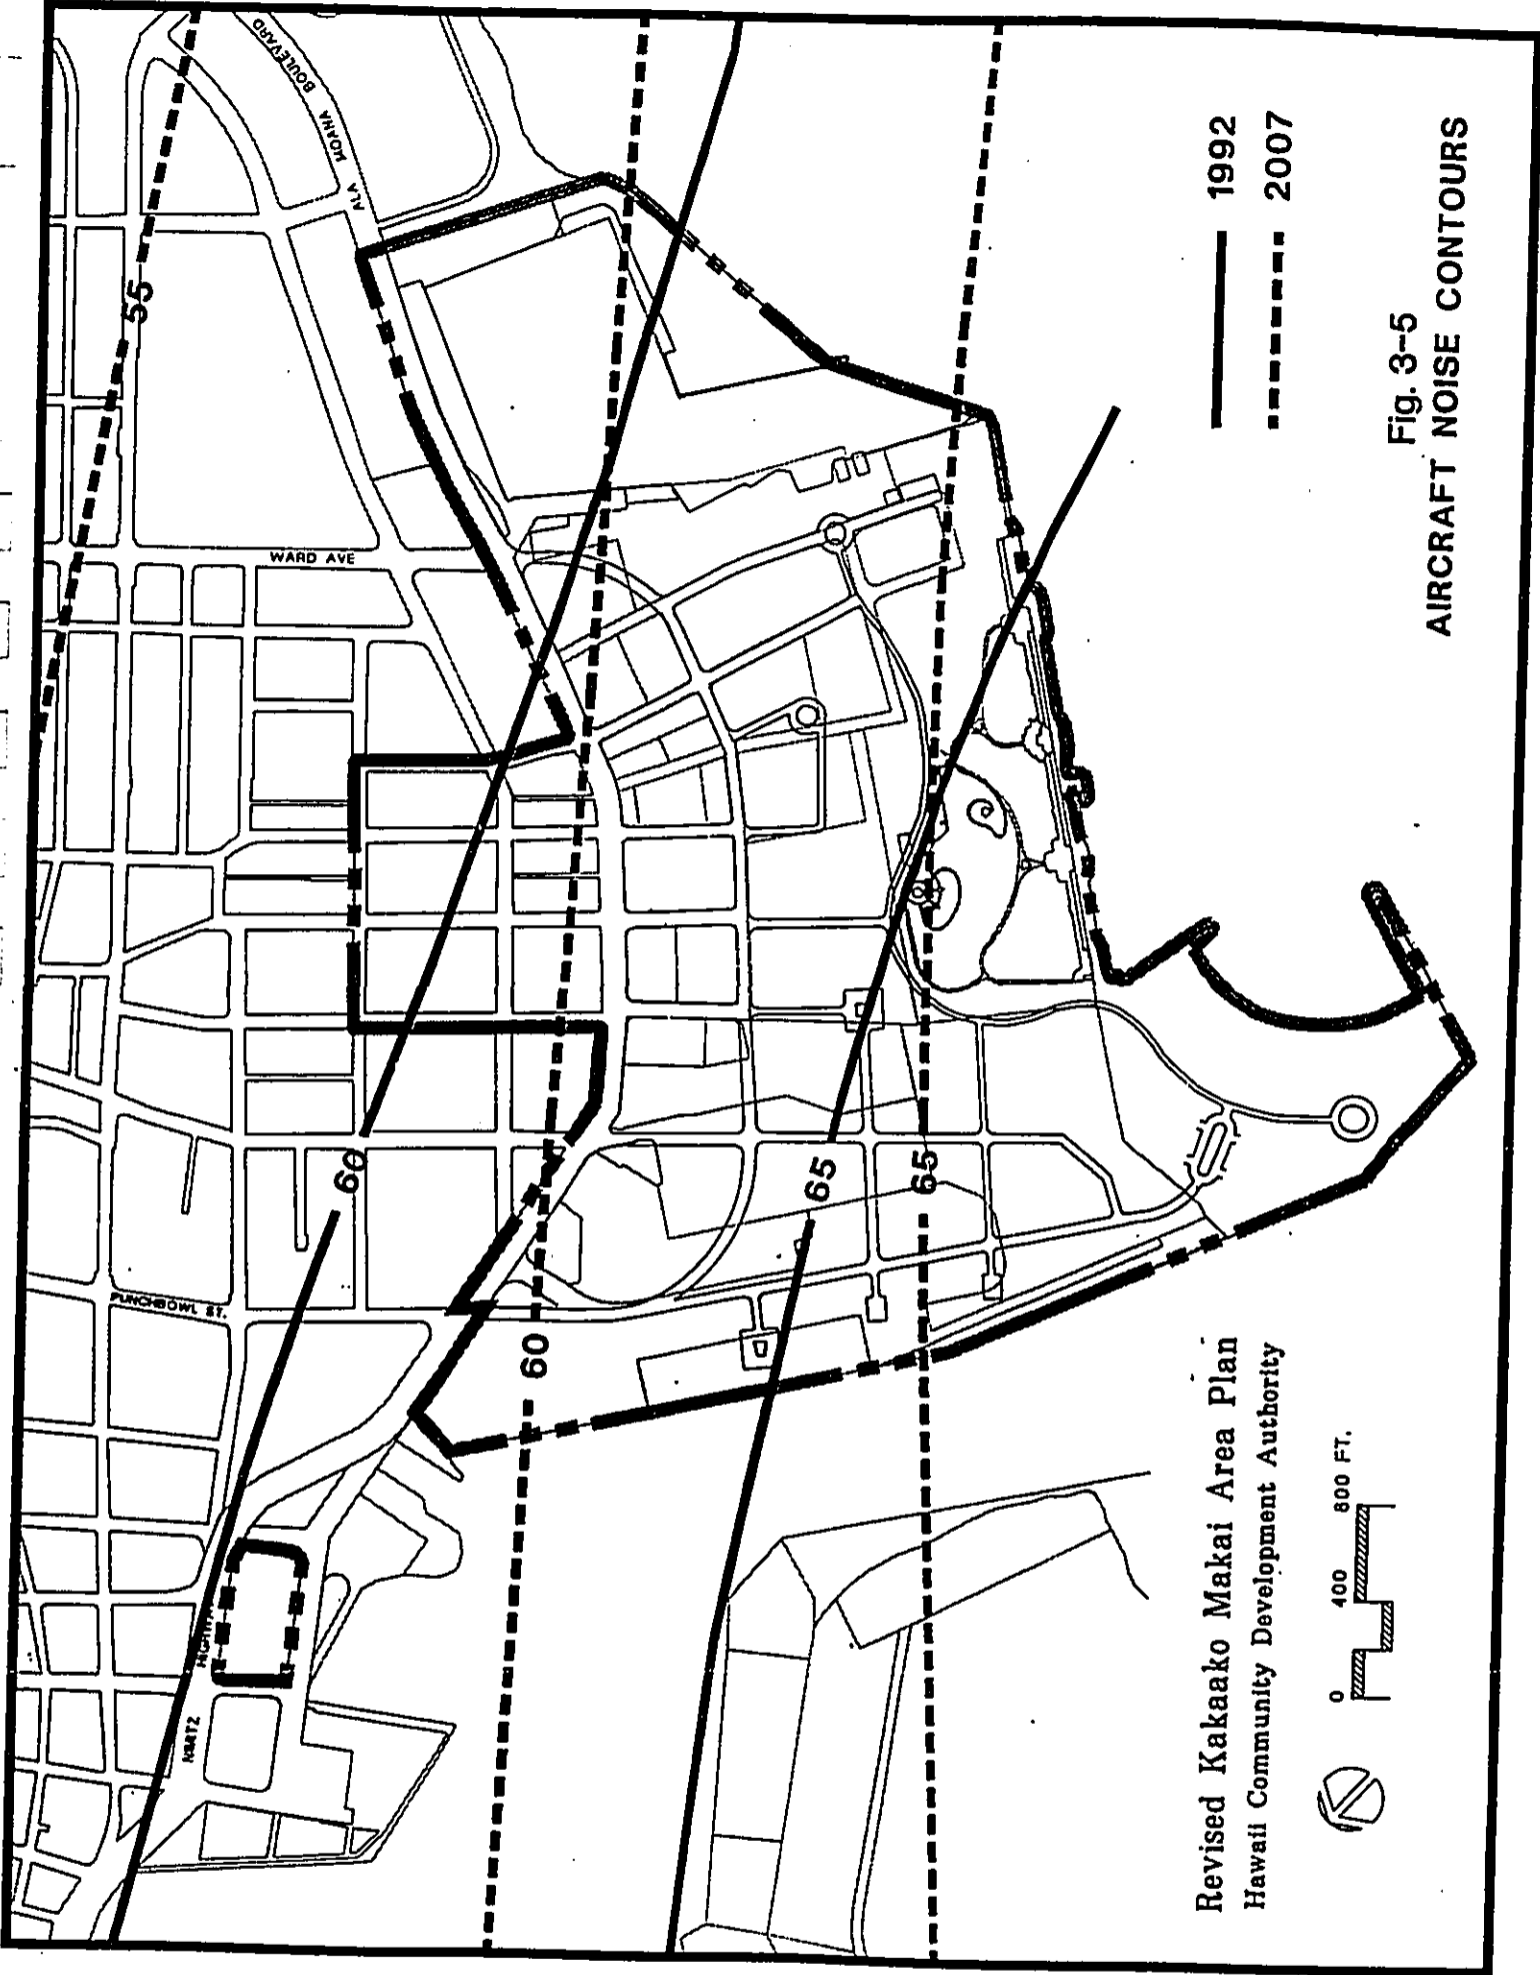 ALA MOANA BOULEVARD
WARD AVE
PUNCHBOWL ST.
NIMITZ
55
60
65
60
60
65
1992
2007
Revised Kakaako Makai Area Plan
Hawaii Community Development Authority
0 400 800 FT.
Fig. 3-5
AIRCRAFT NOISE CONTOURS